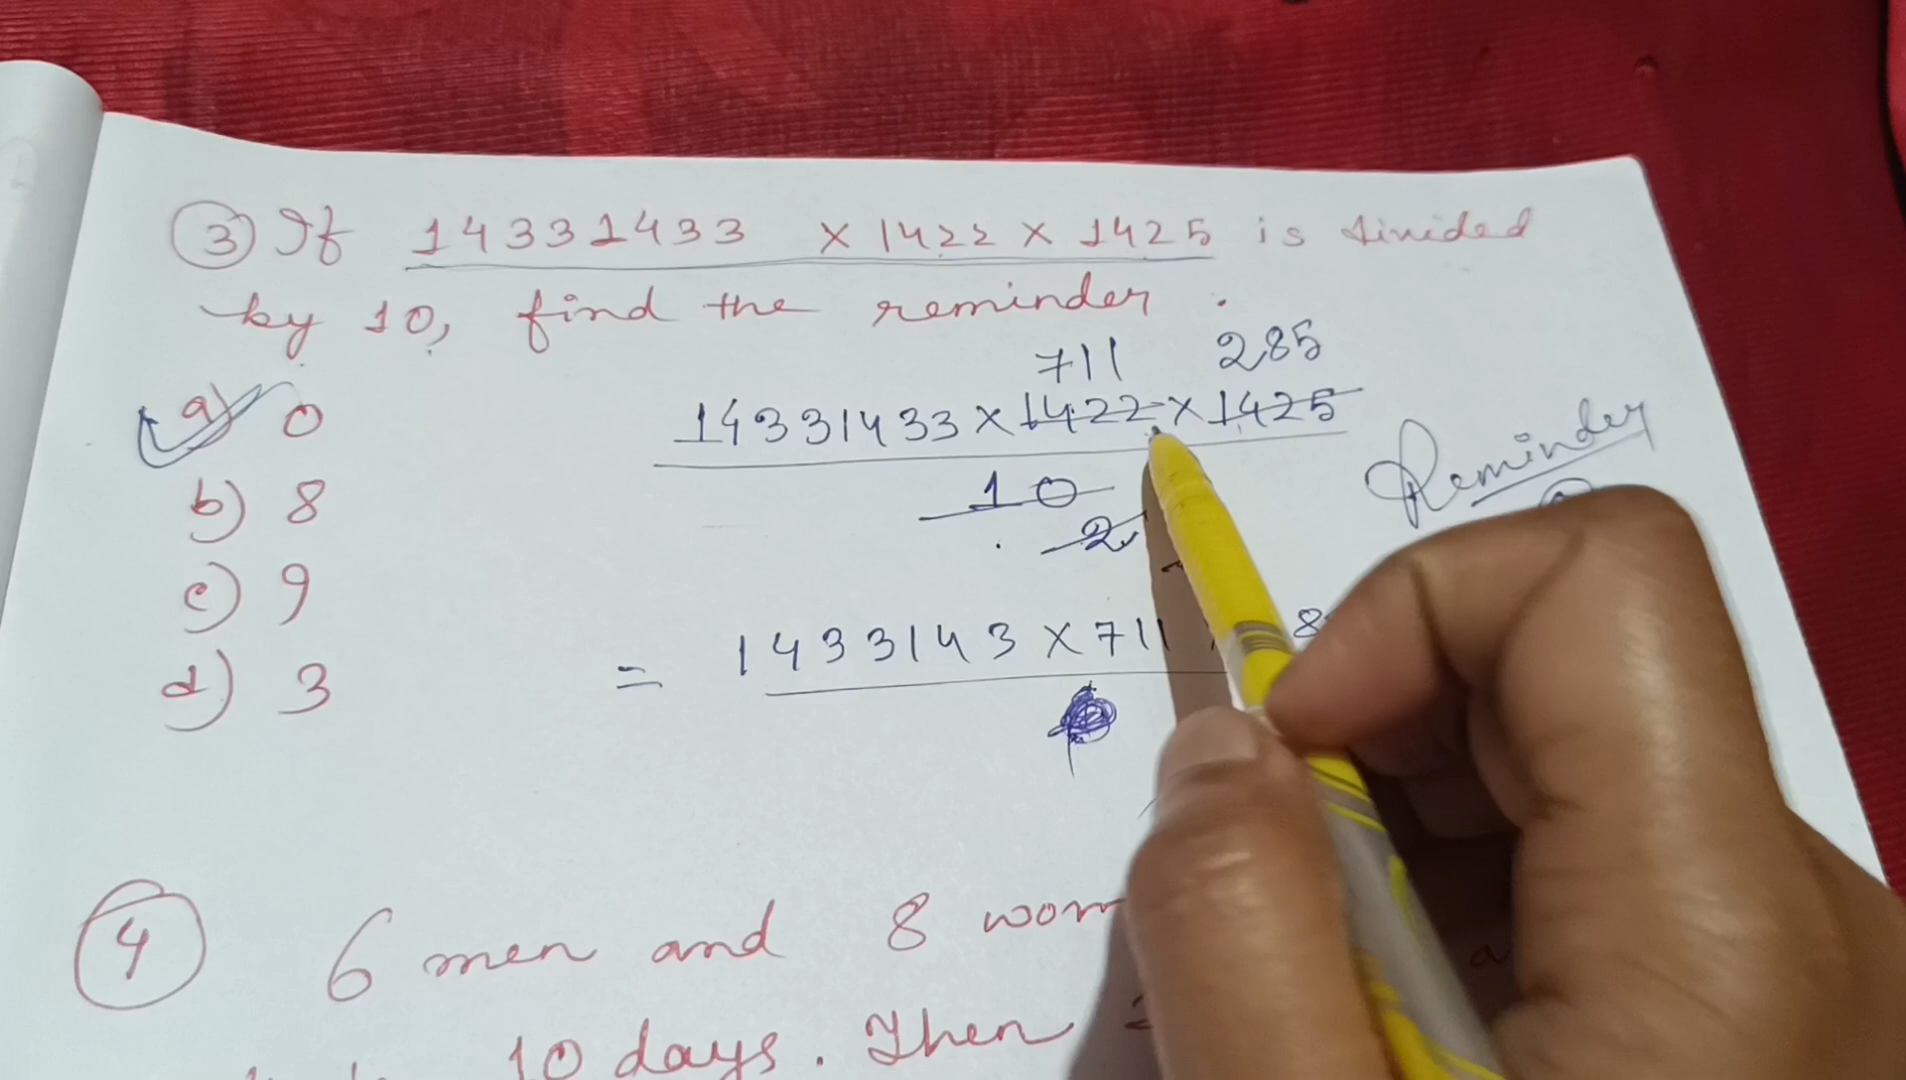 ③ If 14331433 × 1422 × 1425 is divided
by 10, find the reminder.
a) 0
b) 8
c) 9
d) 3
711 285
14331433 × 1422 × 1425
10
2
Reminder
= 1433143 × 711 8
④ 6 men and 8
10 days. Then